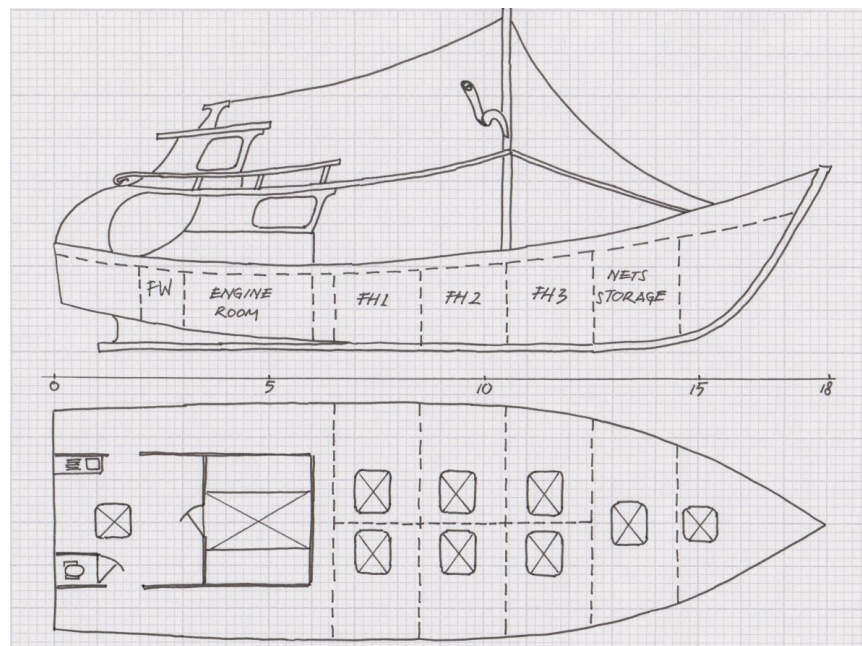 FW
ENGINE
ROOM
FH1
FH2
FH3
NETS
STORAGE
0
5
10
15
18